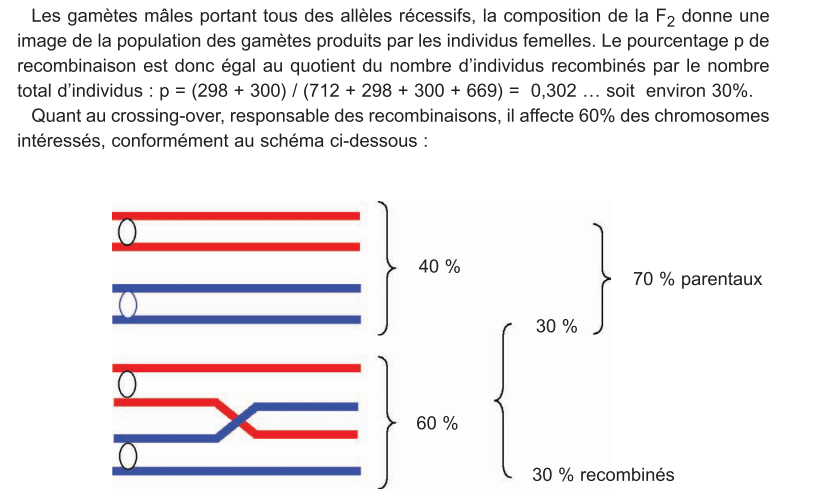 Les gamètes mâles portant tous des allèles récessifs, la composition de la F2 donne une
image de la population des gamètes produits par les individus femelles. Le pourcentage p de
recombinaison est donc égal au quotient du nombre d'individus recombinés par le nombre
total d'individus : p = (298 + 300) / (712 + 298 + 300 + 669) = 0,302 ... soit environ 30%.
Quant au crossing-over, responsable des recombinaisons, il affecte 60% des chromosomes
intéressés, conformément au schéma ci-dessous :
40 %
70 % parentaux
30 %
60 %
30 % recombinés